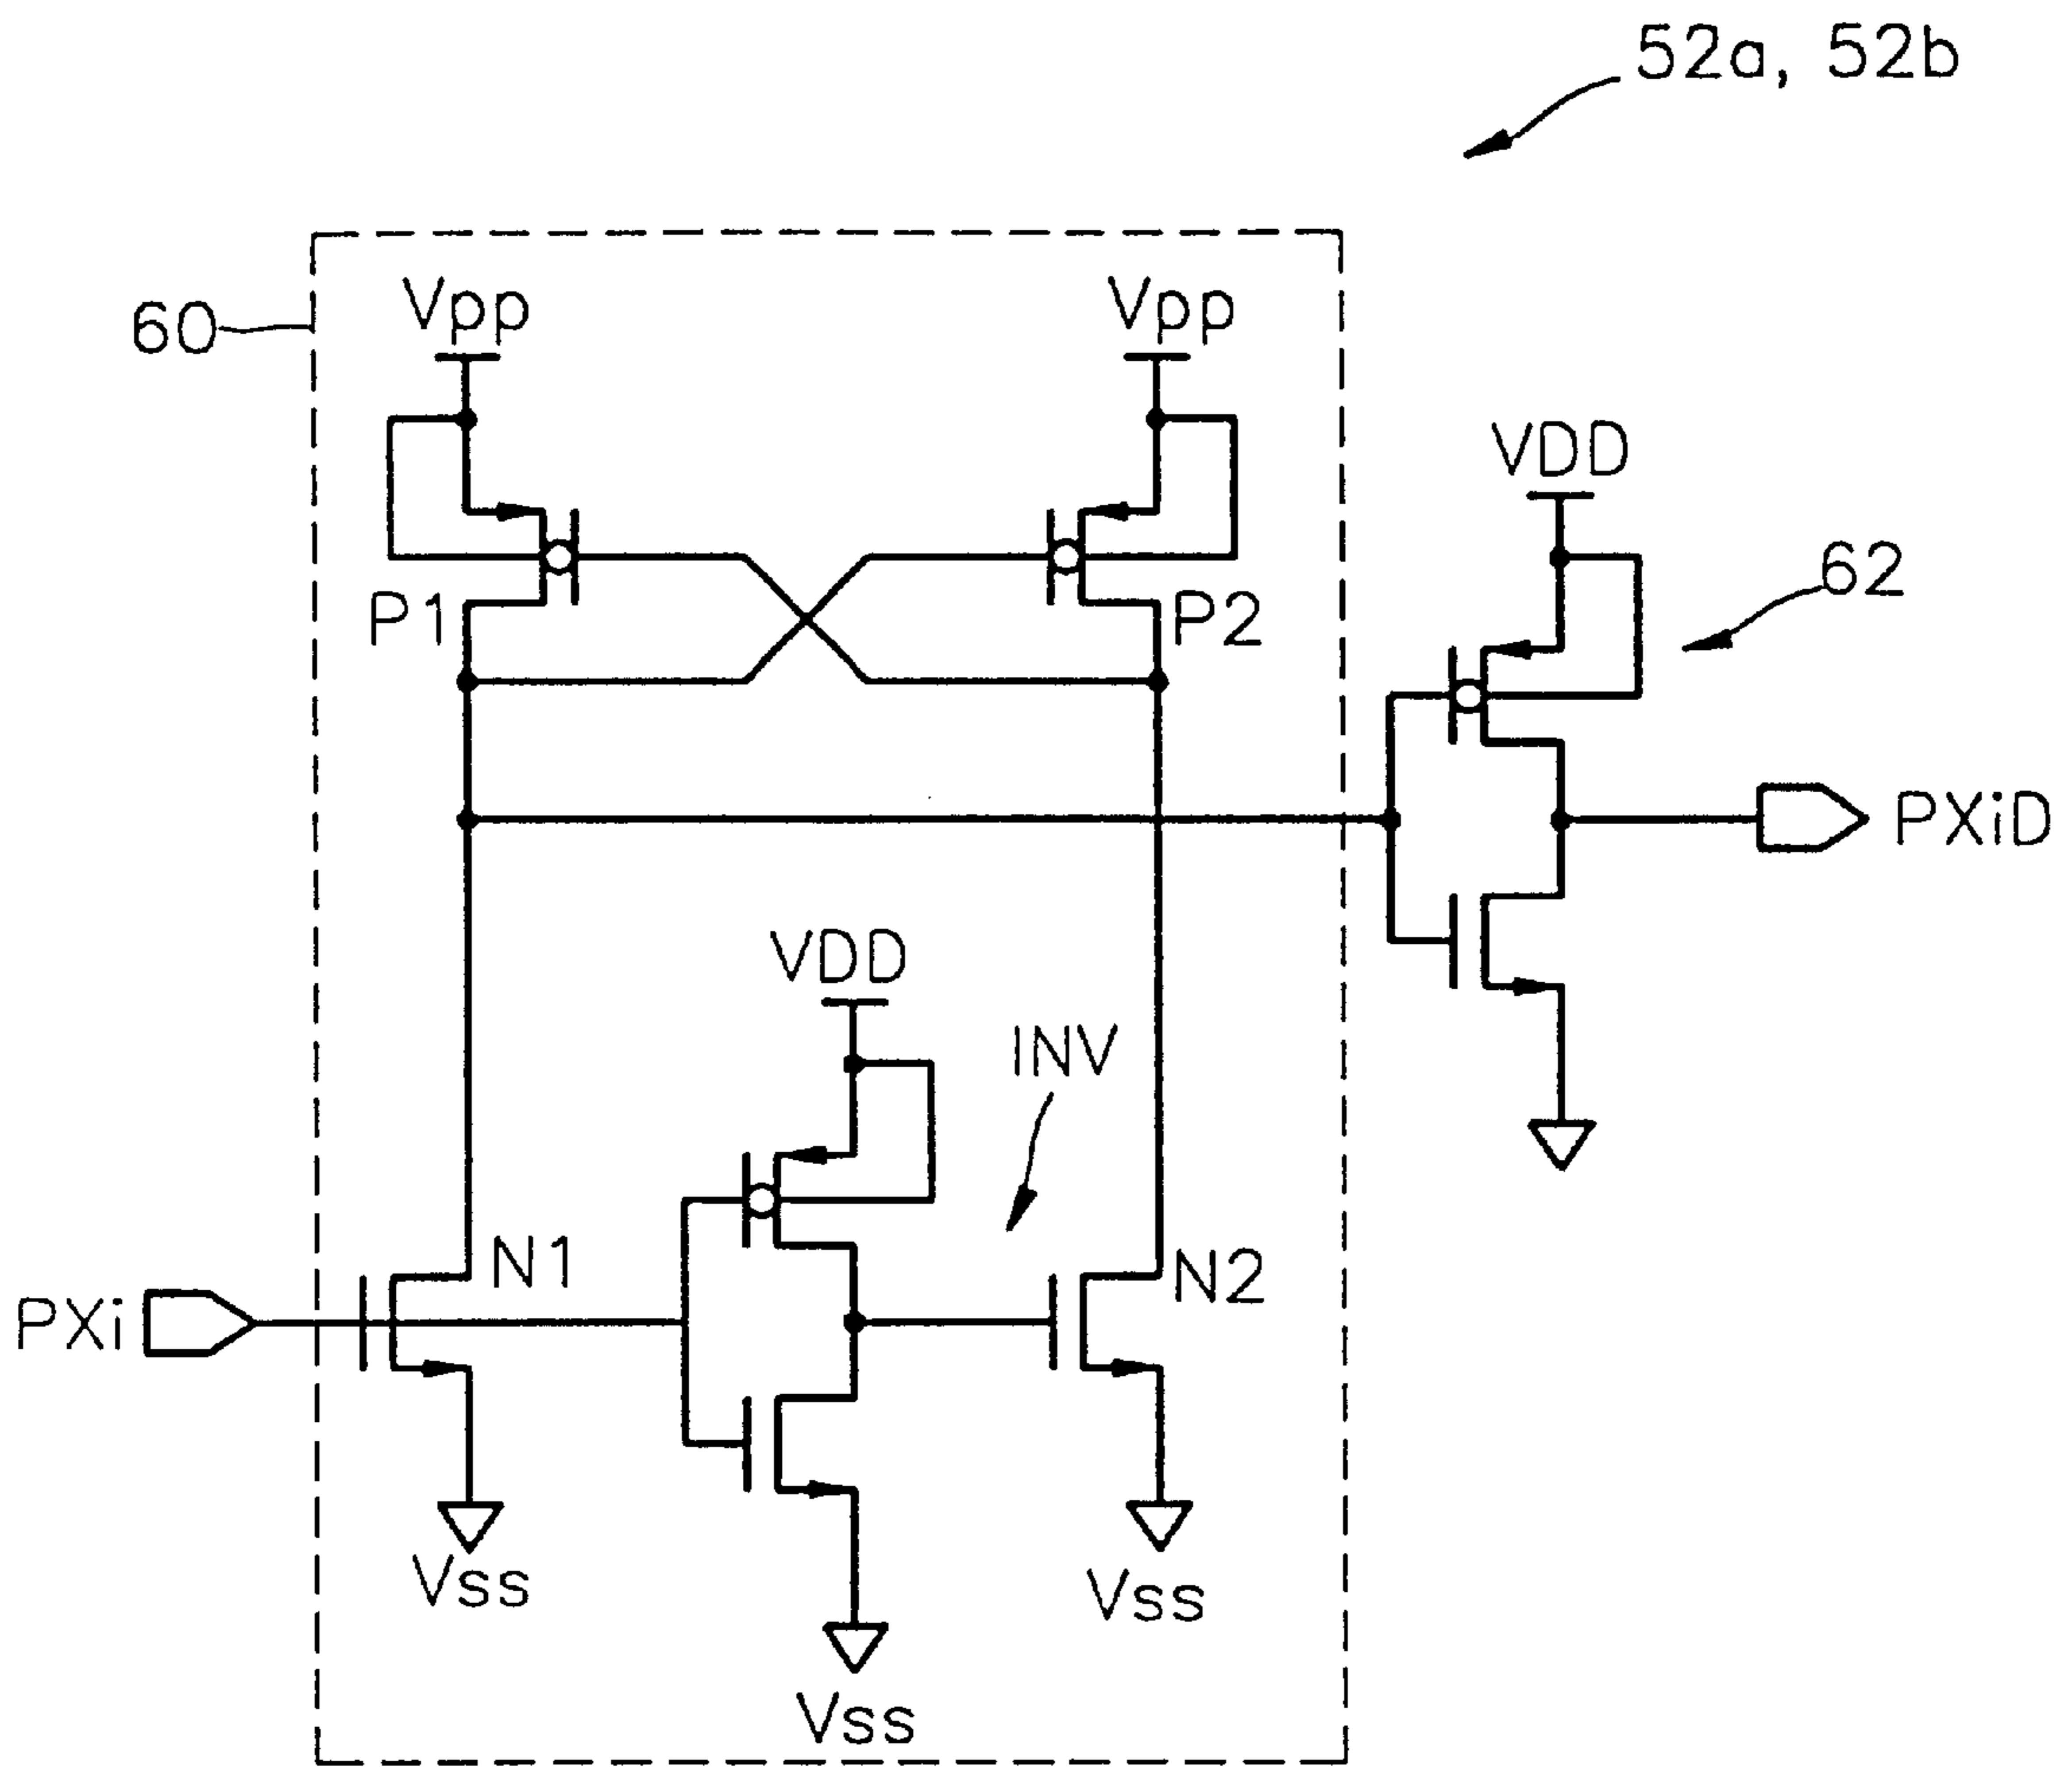 52a, 52b
60
Vpp
Vpp
VDD
62
P1
P2
PXiD
VDD
INV
N1
N2
PXi
Vss
Vss
Vss